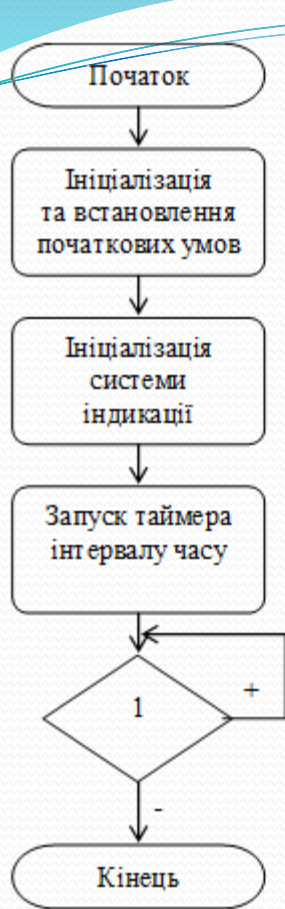 Початок
Ініціалізація
та встановлення
початкових умов
Ініціалізація
системи
індикації
Запуск таймера
інтервалу часу
1
+
-
Кінець